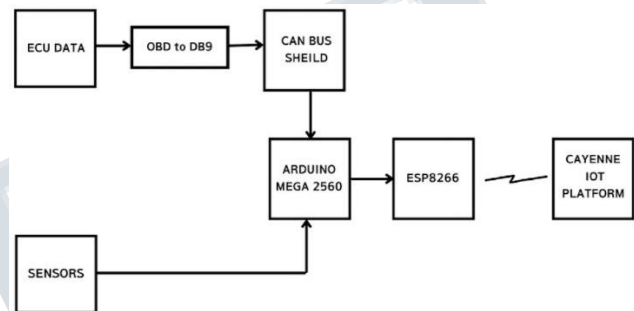 ECU DATA
OBD to DB9
CAN BUS
SHEILD
ARDUINO
MEGA 2560
ESP8266
CAYENNE
IOT
PLATFORM
SENSORS